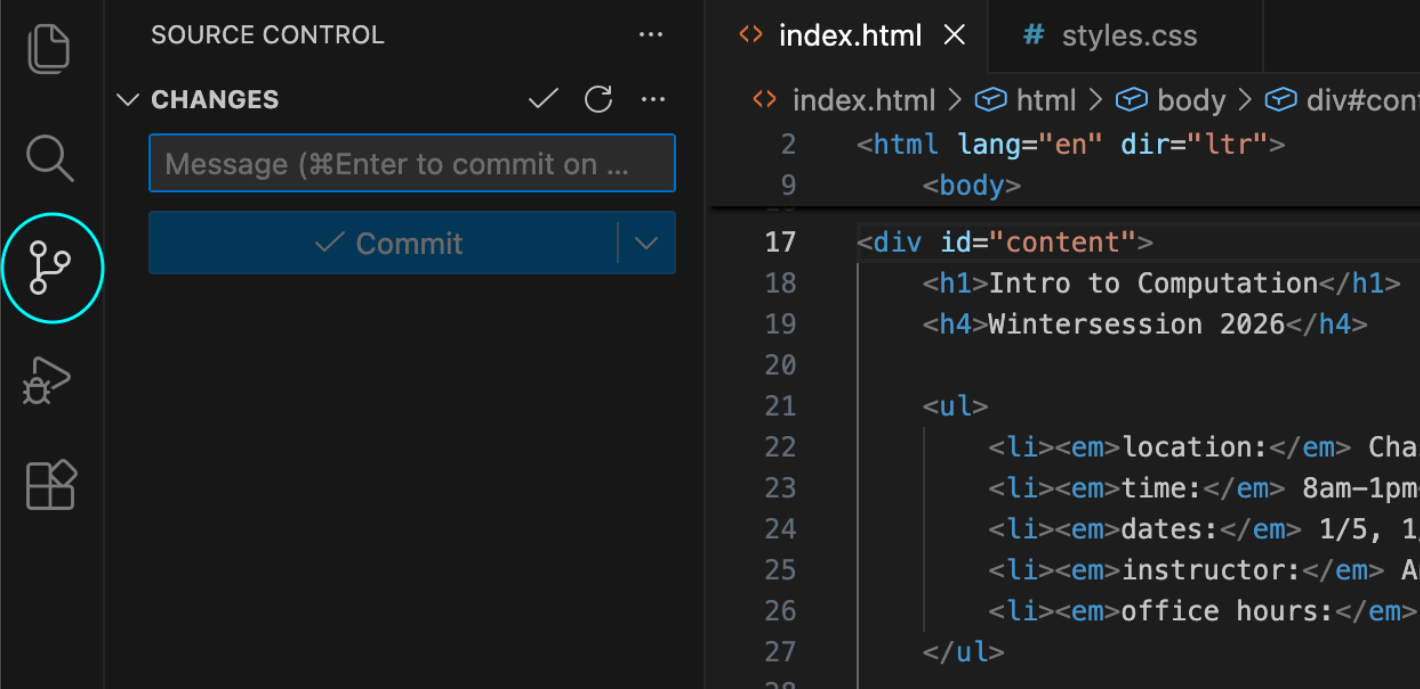 SOURCE CONTROL
CHANGES
Message (⌘Enter to commit on ...
Commit
index.html
# styles.css
index.html > html > body > div#cont
2 <html lang="en" dir="ltr">
9 <body>
17 <div id="content">
18 <h1>Intro to Computation</h1>
19 <h4>Wintersession 2026</h4>
20
21 <ul>
22 <li><em>location:</em> Cha
23 <li><em>time:</em> 8am-1pm
24 <li><em>dates:</em> 1/5, 1/
25 <li><em>instructor:</em> A
26 <li><em>office hours:</em>
27 </ul>